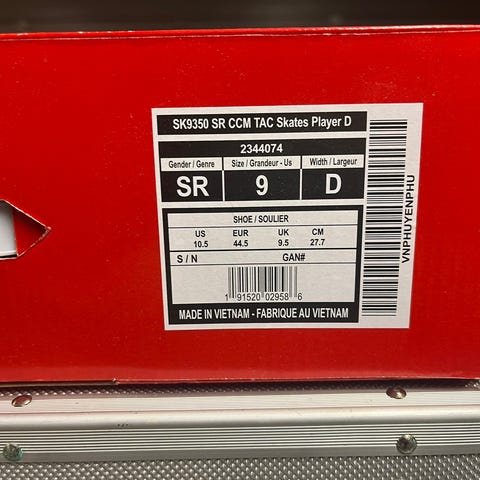 SK9350 SR CCM TAC Skates Player D
2344074
Gender / Genre Size / Grandeur - Us Width / Largeur
SR 9 D
SHOE / SOULIER
US EUR UK CM
10.5 44.5 9.5 27.7
S / N GAN#
1 91520 02958 6
MADE IN VIETNAM - FABRIQUE AU VIETNAM
VNPHUYENPHU